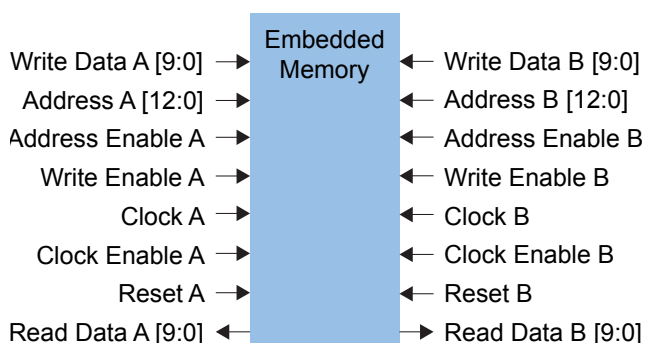 Embedded
Memory
Write Data A [9:0]
Address A [12:0]
Address Enable A
Write Enable A
Clock A
Clock Enable A
Reset A
Read Data A [9:0]
Write Data B [9:0]
Address B [12:0]
Address Enable B
Write Enable B
Clock B
Clock Enable B
Reset B
Read Data B [9:0]